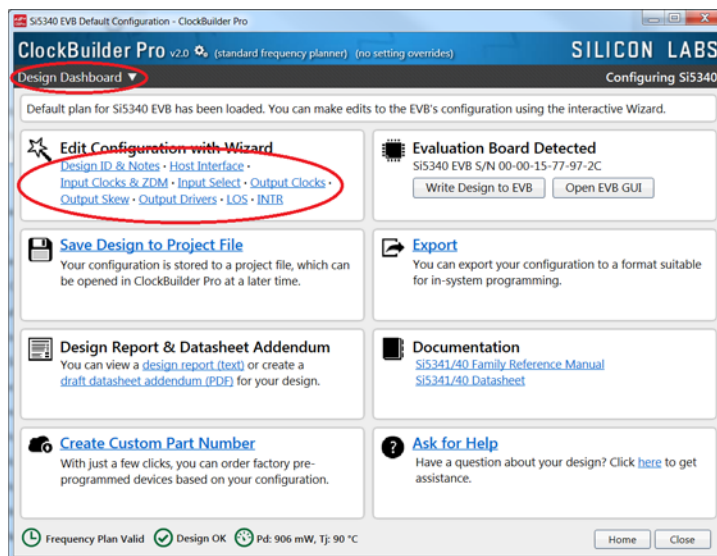 Si5340 EVB Default Configuration - ClockBuilder Pro
ClockBuilder Pro v2.0 (standard frequency planner) (no setting overrides)
SILICON LABS
Design Dashboard ▼
Configuring Si5340
Default plan for Si5340 EVB has been loaded. You can make edits to the EVB's configuration using the interactive Wizard.
Edit Configuration with Wizard
Design ID & Notes · Host Interface ·
Input Clocks & ZDM · Input Select · Output Clocks ·
Output Skew · Output Drivers · LOS · INTR
Evaluation Board Detected
Si5340 EVB S/N 00-00-15-77-97-2C
Write Design to EVB
Open EVB GUI
Save Design to Project File
Your configuration is stored to a project file, which can
be opened in ClockBuilder Pro at a later time.
Export
You can export your configuration to a format suitable
for in-system programming.
Design Report & Datasheet Addendum
You can view a design report (text) or create a
draft datasheet addendum (PDF) for your design.
Documentation
Si5341/40 Family Reference Manual
Si5341/40 Datasheet
Create Custom Part Number
With just a few clicks, you can order factory pre-
programmed devices based on your configuration.
Ask for Help
Have a question about your design? Click here to get
assistance.
Frequency Plan Valid
Design OK
Pd: 906 mW, Tj: 90 °C
Home
Close